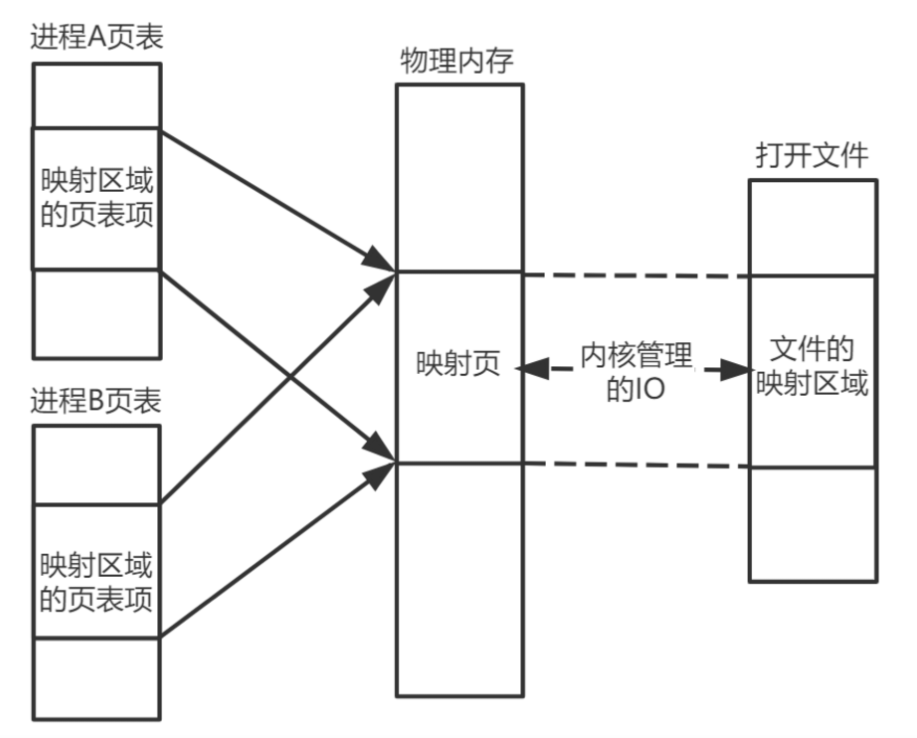 进程A页表
映射区域
的页表项
进程B页表
映射区域
的页表项
物理内存
映射页
内核管理
的IO
打开文件
文件的
映射区域